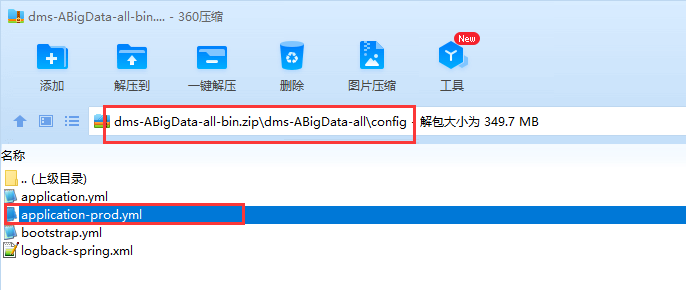 dms-ABigData-all-bin.... - 360压缩
New
添加 解压到 一键解压 删除 图片压缩 工具
dms-ABigData-all-bin.zip\dms-ABigData-all\config - 解包大小为 349.7 MB
名称
.. (上级目录)
application.yml
application-prod.yml
bootstrap.yml
logback-spring.xml